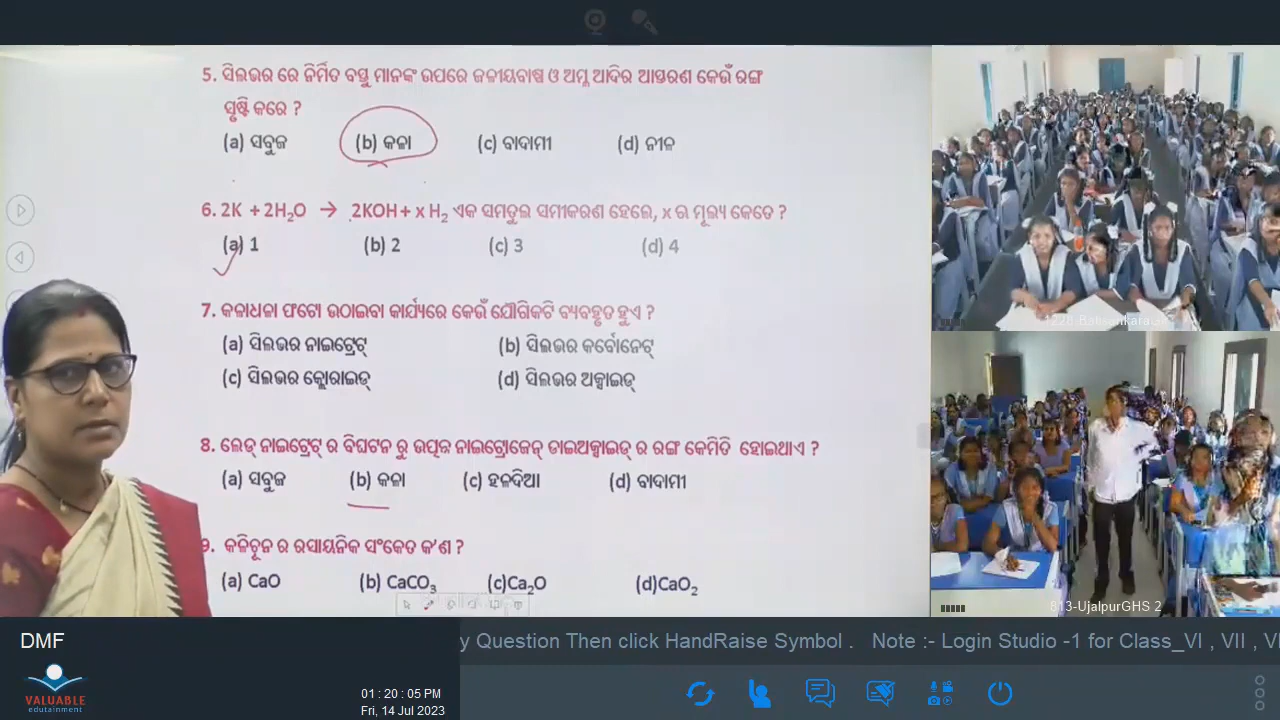 5. ସିଲଭର ରେ ନିର୍ମିତ ବସ୍ତୁ ମାନଙ୍କ ଉପରେ ଜଳୀୟବାଷ୍ପ ଓ ଅମ୍ଳ ଆଦିର ଆସ୍ତରଣ କେଉଁ ରଙ୍ଗ
ସୃଷ୍ଟି କରେ ?
(a) ସବୁଜ (b) କଳା (c) ବାଦାମୀ (d) ନୀଳ
6. 2K + 2H₂O → 2KOH + x H₂ ଏକ ସମତୁଲ ସମୀକରଣ ହେଲେ, x ର ମୂଲ୍ୟ କେତେ ?
(a) 1 (b) 2 (c) 3 (d) 4
7. କଳାଧଳା ଫଟୋ ଉଠାଇବା କାର୍ଯ୍ୟରେ କେଉଁ ଯୌଗିକଟି ବ୍ୟବହୃତ ହୁଏ ?
(a) ସିଲଭର ନାଇଟ୍ରେଟ୍ (b) ସିଲଭର କର୍ବୋନେଟ୍
(c) ସିଲଭର କ୍ଲୋରାଇଡ୍ (d) ସିଲଭର ଅକ୍ସାଇଡ୍
8. ଲେଡ୍ ନାଇଟ୍ରେଟ୍ ର ବିଘଟନ ରୁ ଉତ୍ପନ୍ନ ନାଇଟ୍ରୋଜେନ୍ ଡାଇଅକ୍ସାଇଡ୍ ର ରଙ୍ଗ କେମିତି ହୋଇଥାଏ ?
(a) ସବୁଜ (b) କଳା (c) ହଳଦିଆ (d) ବାଦାମୀ
9. କଳିଚୂନ ର ରସାୟନିକ ସଂକେତ କ'ଣ ?
(a) CaO (b) CaCO₃ (c)Ca₂O (d)CaO₂
813-UjalpurGHS 2
DMF
y Question Then click HandRaise Symbol . Note :- Login Studio -1 for Class_VI , VII , VI
VALUABLE
edutainment
01 : 20 : 05 PM
Fri, 14 Jul 2023